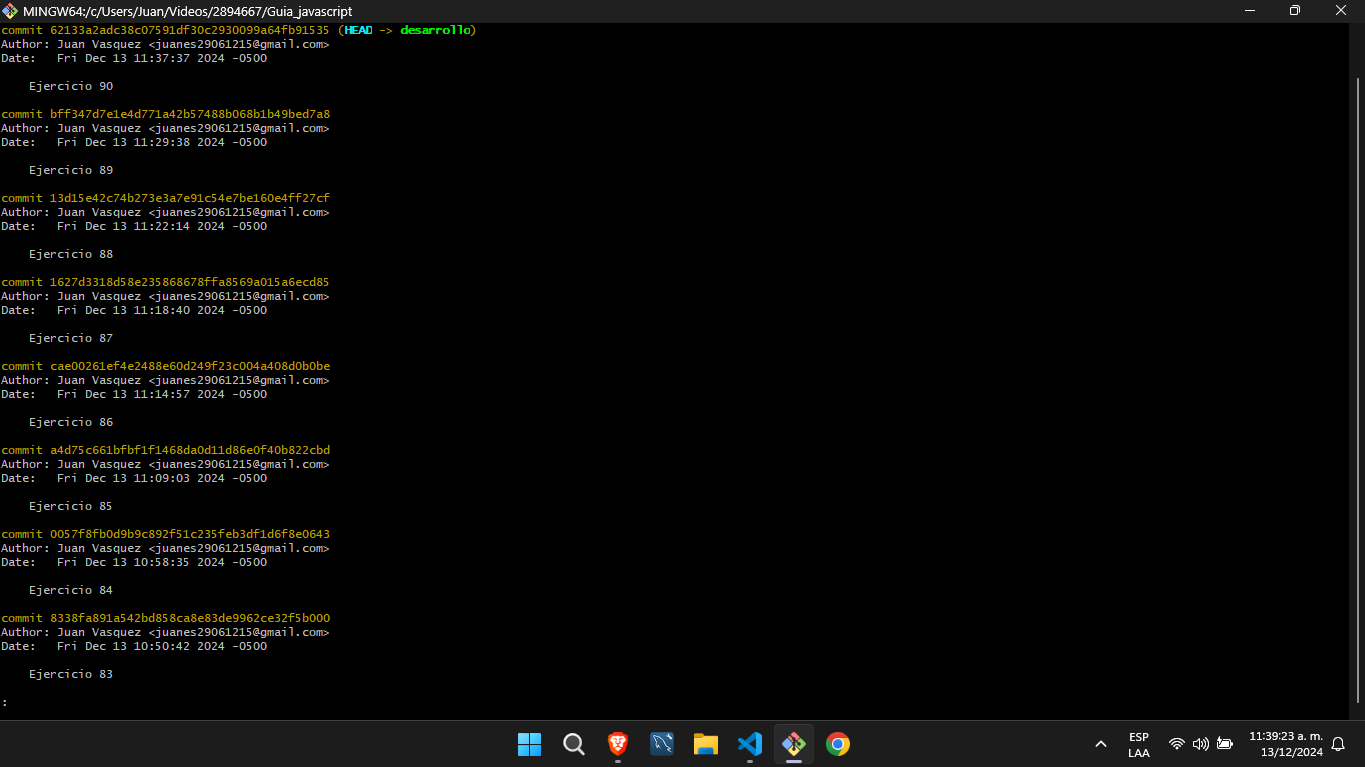 MINGW64:/c/Users/Juan/Videos/2894667/Guia_javascript
commit 62133a2adc38c07591df30c2930099a64fb91535 (HEAD -> desarrollo)
Author: Juan Vasquez <juanes29061215@gmail.com>
Date:   Fri Dec 13 11:37:37 2024 -0500
Ejercicio 90
commit bff347d7e1e4d771a42b57488b068b1b49bed7a8
Author: Juan Vasquez <juanes29061215@gmail.com>
Date:   Fri Dec 13 11:29:38 2024 -0500
Ejercicio 89
commit 13d15e42c74b273e3a7e91c54e7be160e4ff27cf
Author: Juan Vasquez <juanes29061215@gmail.com>
Date:   Fri Dec 13 11:22:14 2024 -0500
Ejercicio 88
commit 1627d3318d58e235868678ffa8569a015a6ecd85
Author: Juan Vasquez <juanes29061215@gmail.com>
Date:   Fri Dec 13 11:18:40 2024 -0500
Ejercicio 87
commit cae00261ef4e2488e60d249f23c004a408d0b0be
Author: Juan Vasquez <juanes29061215@gmail.com>
Date:   Fri Dec 13 11:14:57 2024 -0500
Ejercicio 86
commit a4d75c661bfbf1f1468da0d11d86e0f40b822cbd
Author: Juan Vasquez <juanes29061215@gmail.com>
Date:   Fri Dec 13 11:09:03 2024 -0500
Ejercicio 85
commit 0057f8fb0d9b9c892f51c235feb3df1d6f8e0643
Author: Juan Vasquez <juanes29061215@gmail.com>
Date:   Fri Dec 13 10:58:35 2024 -0500
Ejercicio 84
commit 8338fa891a542bd858ca8e83de9962ce32f5b000
Author: Juan Vasquez <juanes29061215@gmail.com>
Date:   Fri Dec 13 10:50:42 2024 -0500
Ejercicio 83
:
ESP
LAA
11:39:23 a. m.
13/12/2024